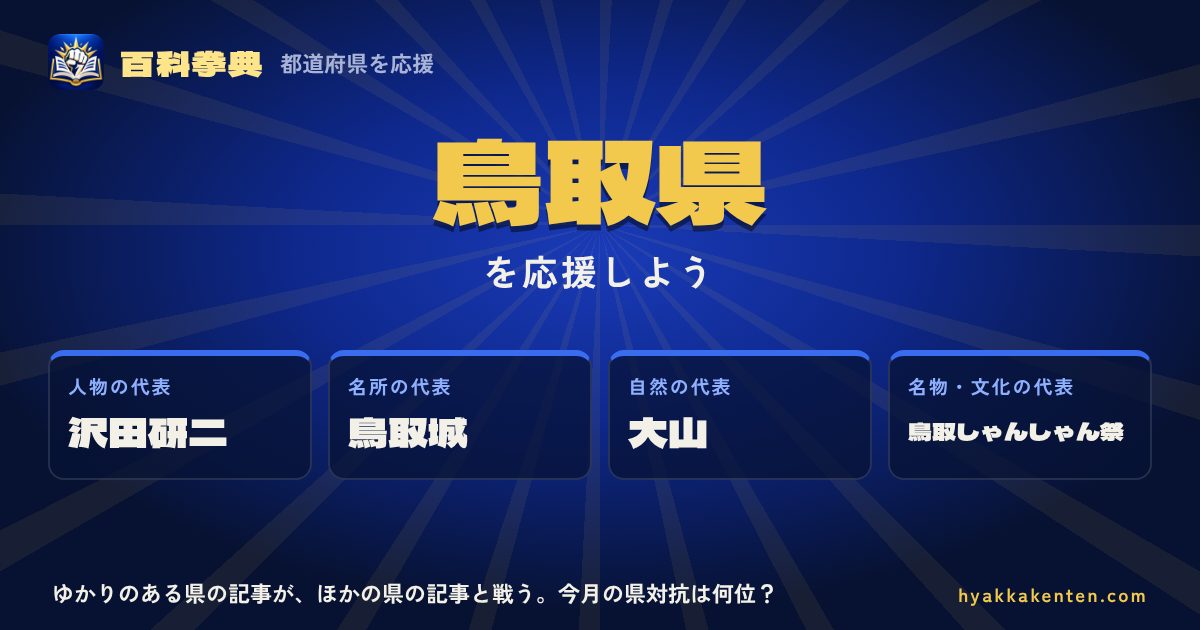 百科拳典 都道府県を応援
鳥取県
を応援しよう
人物の代表
沢田研二
名所の代表
鳥取城
自然の代表
大山
名物・文化の代表
鳥取しゃんしゃん祭
ゆかりのある県の記事が、ほかの県の記事と戦う。今月の県対抗は何位？
hyakkakenten.com